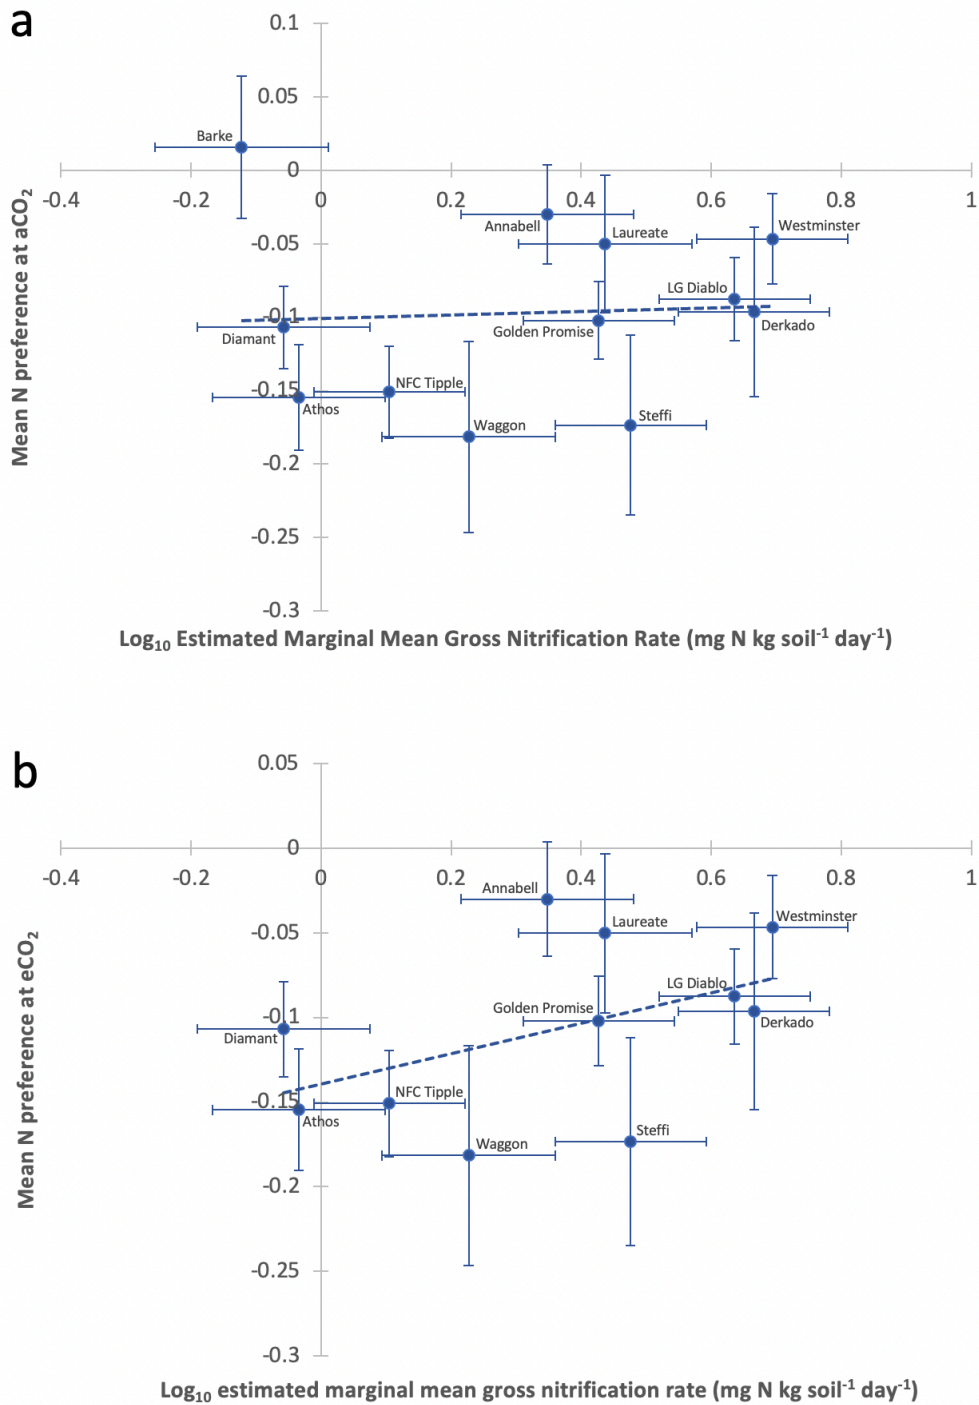 a
0.1
0.05
Barke
0
-0.4
-0.2
0
0.2
0.4
0.6
0.8
1
Annabell
Laureate
Westminster
-0.05
LG Diablo
-0.1
Golden Promise
Derkado
Diamant
NFC Tipple
-0.15
Athos
Steffi
Waggon
-0.2
-0.25
-0.3
Mean N preference at aCO₂
Log₁₀ Estimated Marginal Mean Gross Nitrification Rate (mg N kg soil⁻¹ day⁻¹)
b
0.05
0
-0.4
-0.2
0
0.2
0.4
0.6
0.8
1
Annabell
Westminster
Laureate
-0.05
LG Diablo
Golden Promise
-0.1
Derkado
Diamant
NFC Tipple
-0.15
Athos
Steffi
Waggon
-0.2
-0.25
-0.3
Mean N preference at eCO₂
Log₁₀ estimated marginal mean gross nitrification rate (mg N kg soil⁻¹ day⁻¹)